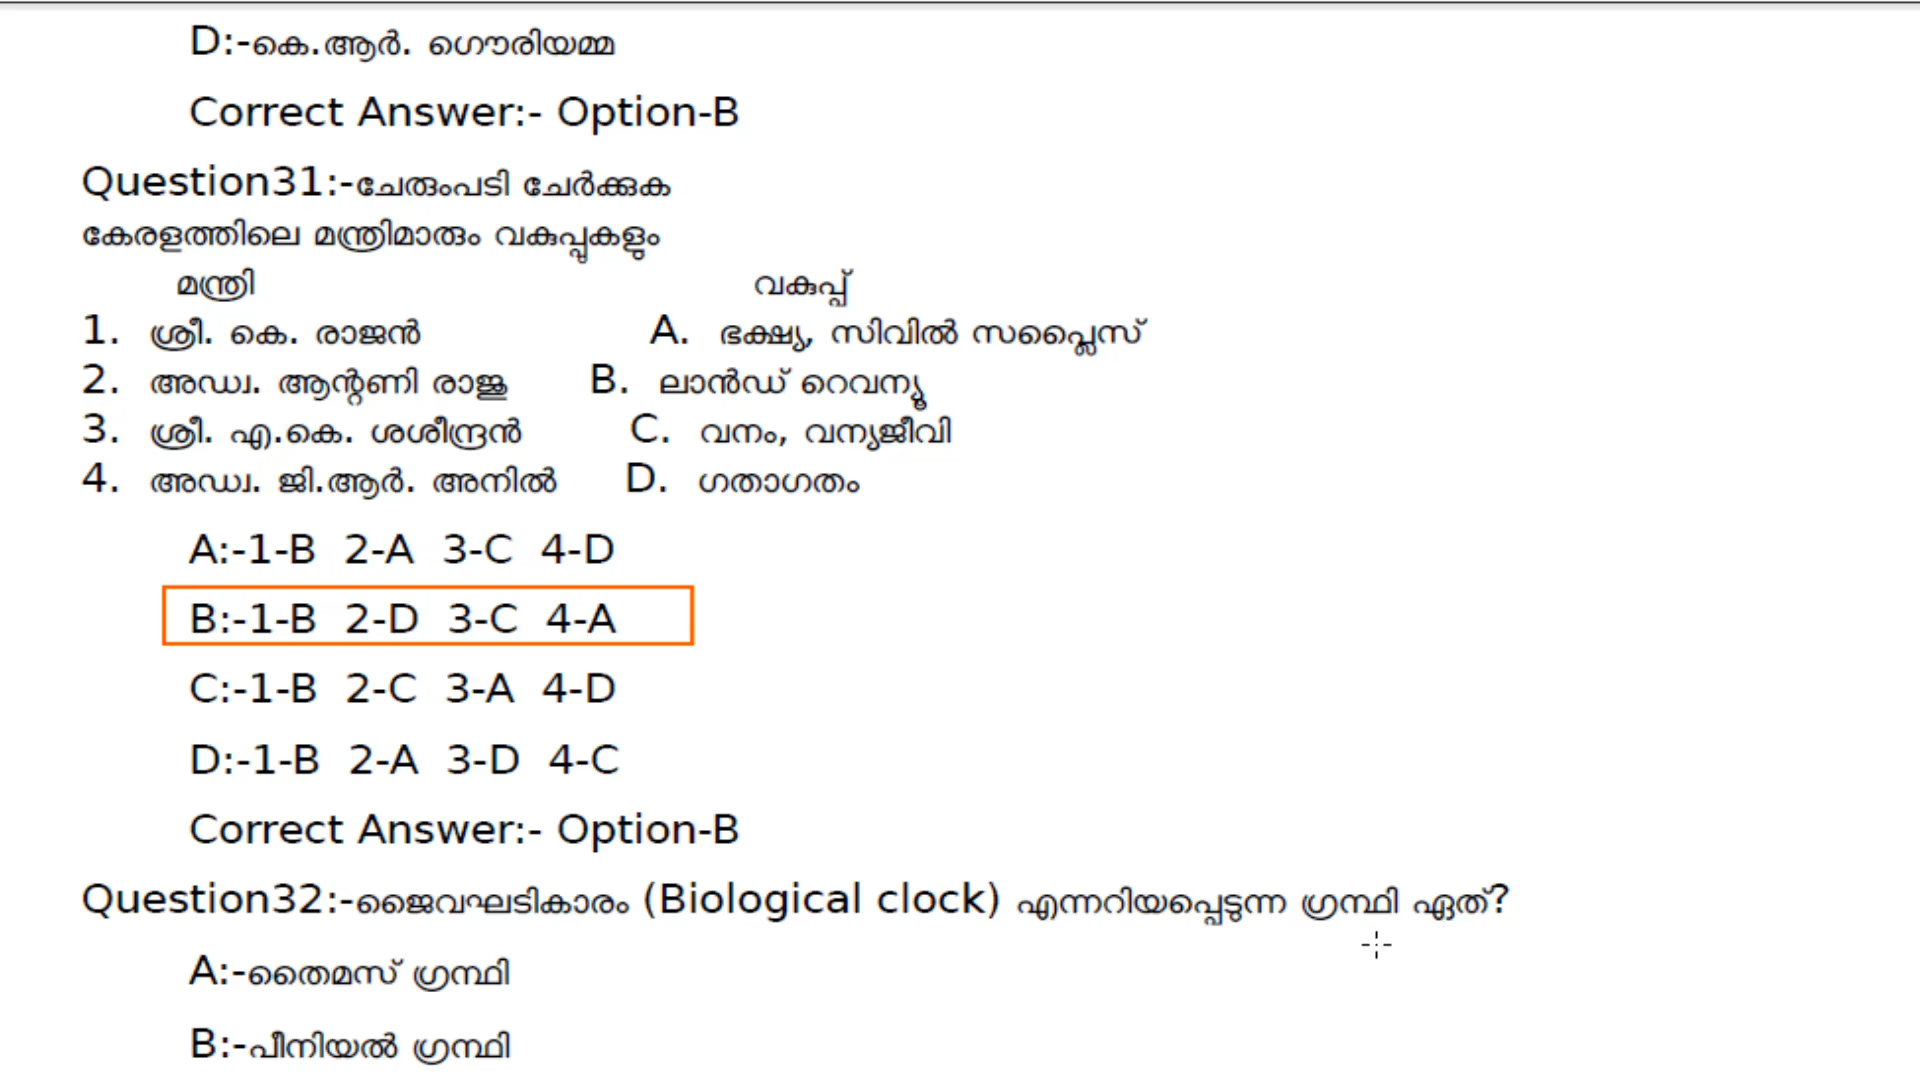 D:-കെ.ആർ. ഗൌരിയമ്മ
Correct Answer:- Option-B
Question31:-ചേരുംപടി ചേർക്കുക
കേരളത്തിലെ മന്ത്രിമാരും വകുപ്പുകളും
മന്ത്രി വകുപ്പ്
1. ശ്രീ. കെ. രാജൻ A. ഭക്ഷ്യ, സിവിൽ സപ്ലൈസ്
2. അഡ്വ. ആന്റണി രാജു B. ലാൻഡ് റെവന്യൂ
3. ശ്രീ. എ.കെ. ശശീന്ദ്രൻ C. വനം, വന്യജീവി
4. അഡ്വ. ജി.ആർ. അനിൽ D. ഗതാഗതം
A:-1-B 2-A 3-C 4-D
B:-1-B 2-D 3-C 4-A
C:-1-B 2-C 3-A 4-D
D:-1-B 2-A 3-D 4-C
Correct Answer:- Option-B
Question32:-ജൈവഘടികാരം (Biological clock) എന്നറിയപ്പെടുന്ന ഗ്രന്ഥി ഏത്?
A:-തൈമസ് ഗ്രന്ഥി
B:-പീനിയൽ ഗ്രന്ഥി